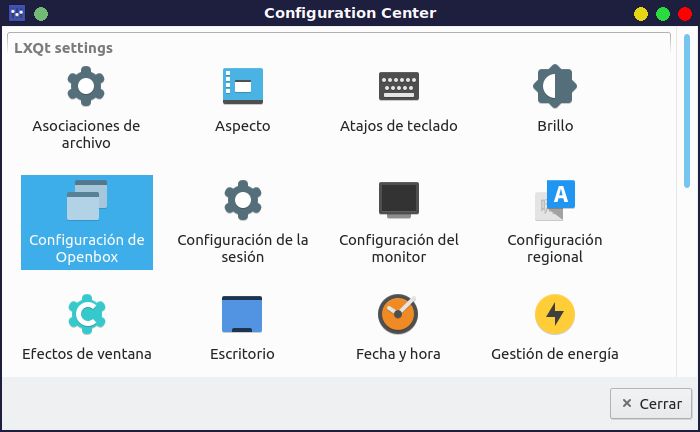 Configuration Center
LXQt settings
Asociaciones de
archivo
Aspecto
Atajos de teclado
Brillo
Configuración de
Openbox
Configuración de la
sesión
Configuración del
monitor
Configuración
regional
Efectos de ventana
Escritorio
Fecha y hora
Gestión de energía
Cerrar